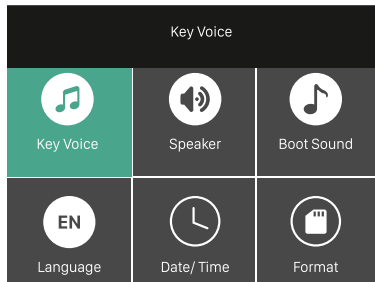 Key Voice
Key Voice Speaker Boot Sound
EN
Language Date/ Time Format